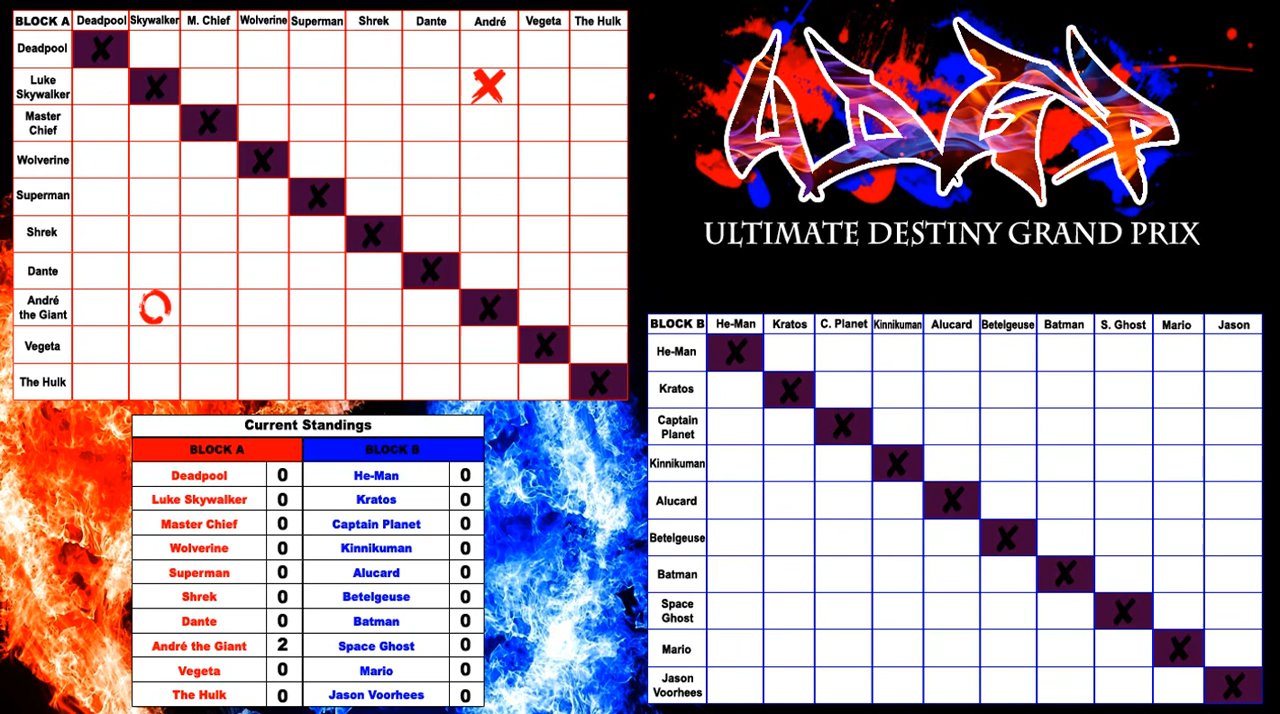 BLOCK A Deadpool Skywalker M. Chief Wolverine Superman Shrek Dante André Vegeta The Hulk
Deadpool
Luke
Skywalker
Master
Chief
Wolverine
Superman
Shrek
Dante
André
the Giant
Vegeta
The Hulk
UDGP
ULTIMATE DESTINY GRAND PRIX
BLOCK B He-Man Kratos C. Planet Kinnikuman Alucard Betelgeuse Batman S. Ghost Mario Jason
He-Man
Kratos
Captain
Planet
Kinnikuman
Alucard
Betelgeuse
Batman
Space
Ghost
Mario
Jason
Voorhees
Current Standings
BLOCK A BLOCK B
Deadpool 0 He-Man 0
Luke Skywalker 0 Kratos 0
Master Chief 0 Captain Planet 0
Wolverine 0 Kinnikuman 0
Superman 0 Alucard 0
Shrek 0 Betelgeuse 0
Dante 0 Batman 0
André the Giant 2 Space Ghost 0
Vegeta 0 Mario 0
The Hulk 0 Jason Voorhees 0